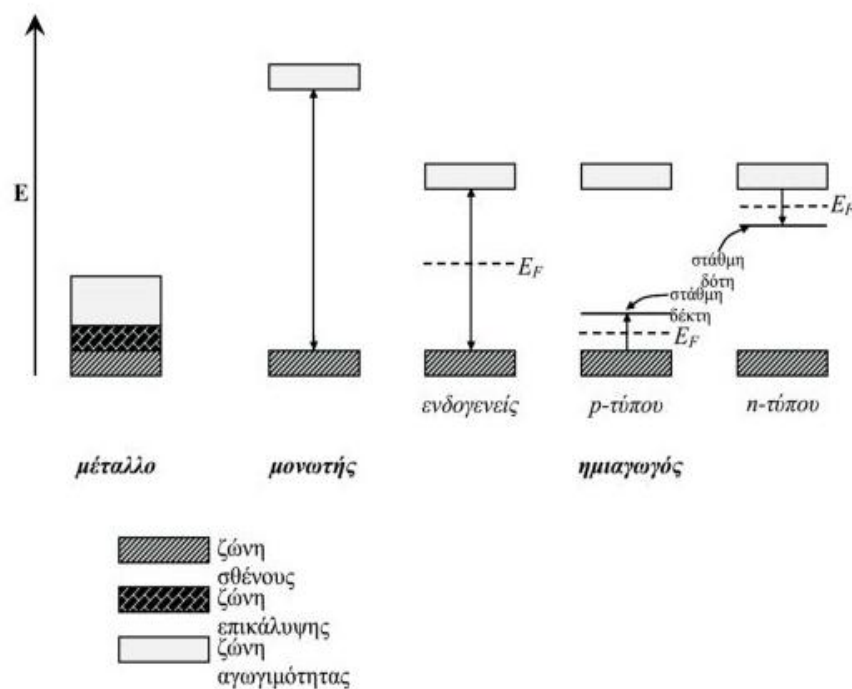 E
E_F
E_F
E_F
στάθμη
δότη
στάθμη
δέκτη
ενδογενείς
p-τύπου
n-τύπου
μέταλλο
μονωτής
ημιαγωγός
ζώνη
σθένους
ζώνη
επικάλυψης
ζώνη
αγωγιμότητας